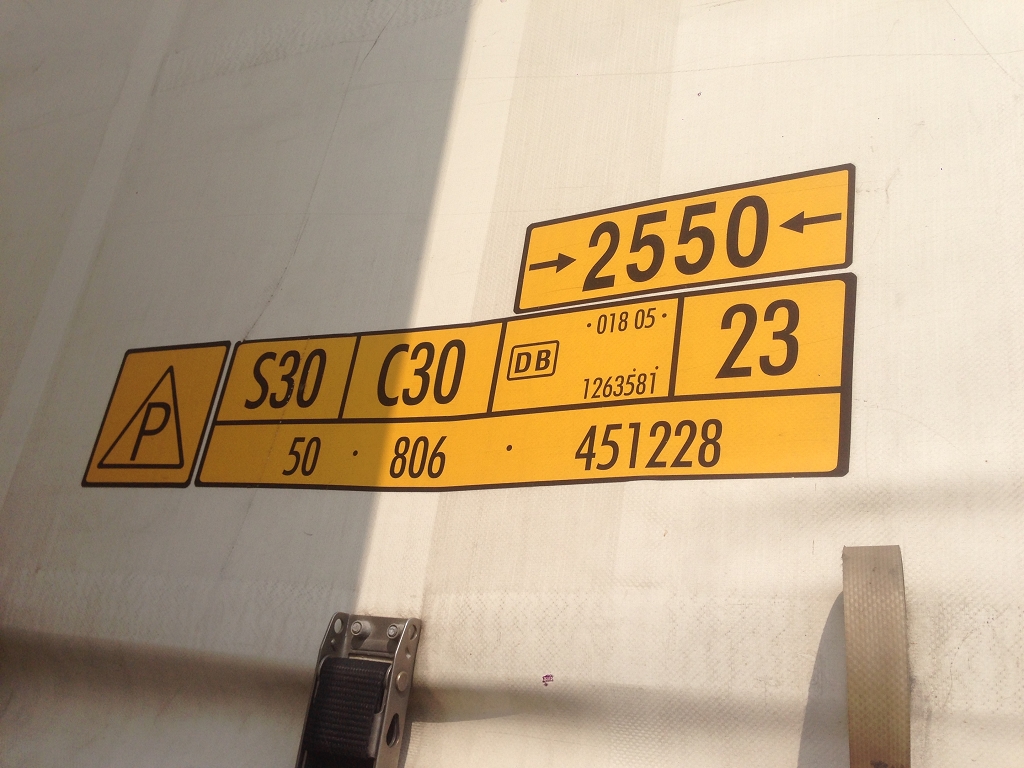 → 2550 ←
P
S30 C30 DB · 018 05 · 23
1263581
50 · 806 · 451228